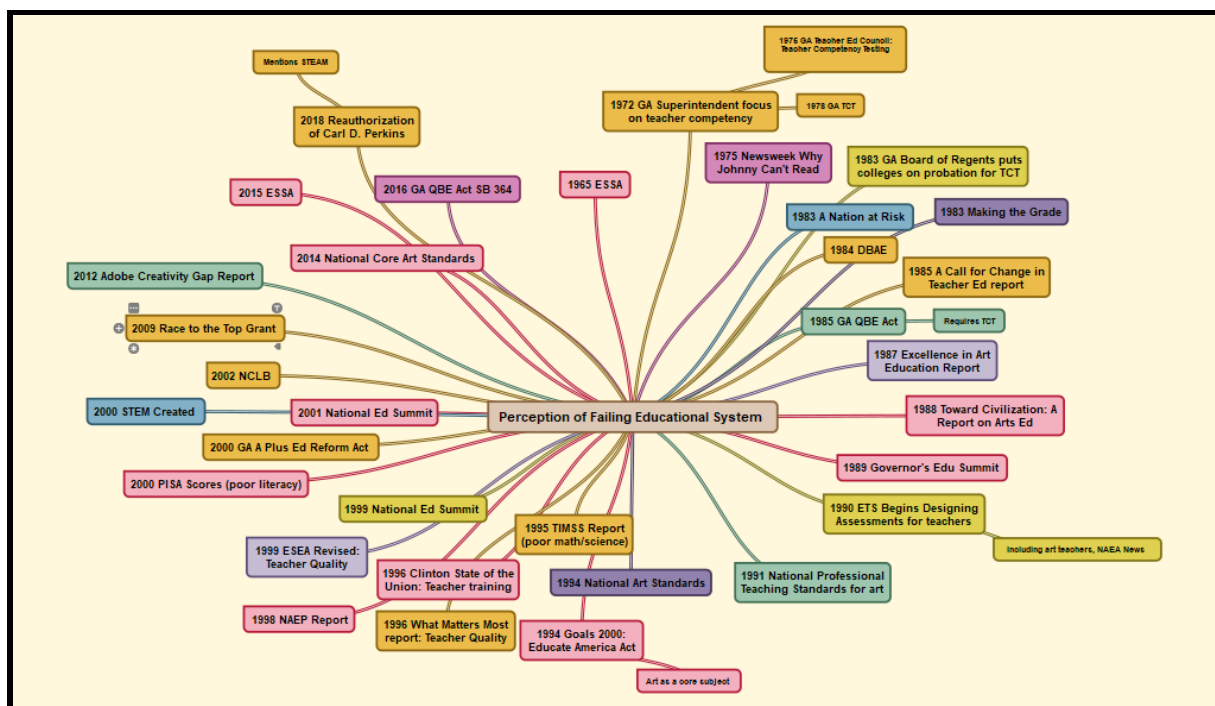 Mentions STEAM
1976 GA Teacher Ed Council:
Teacher Competency Testing
2018 Reauthorization
of Carl D. Perkins
1972 GA Superintendent focus
on teacher competency
1978 GA TCT
1975 Newsweek Why
Johnny Can't Read
1983 GA Board of Regents puts
colleges on probation for TCT
2015 ESSA
2016 GA QBE Act SB 364
1965 ESSA
1983 A Nation at Risk
1983 Making the Grade
2014 National Core Art Standards
1984 DBAE
2012 Adobe Creativity Gap Report
1985 A Call for Change in
Teacher Ed report
2009 Race to the Top Grant
1985 GA QBE Act
Requires TCT
1987 Excellence in Art
Education Report
2002 NCLB
2000 STEM Created
2001 National Ed Summit
Perception of Failing Educational System
1988 Toward Civilization: A
Report on Arts Ed
2000 GA A Plus Ed Reform Act
1989 Governor's Edu Summit
2000 PISA Scores (poor literacy)
1999 National Ed Summit
1995 TIMSS Report
(poor math/science)
1990 ETS Begins Designing
Assessments for teachers
Including art teachers, NAEA News
1999 ESEA Revised:
Teacher Quality
1996 Clinton State of the
Union: Teacher training
1994 National Art Standards
1991 National Professional
Teaching Standards for art
1998 NAEP Report
1996 What Matters Most
report: Teacher Quality
1994 Goals 2000:
Educate America Act
Art as a core subject